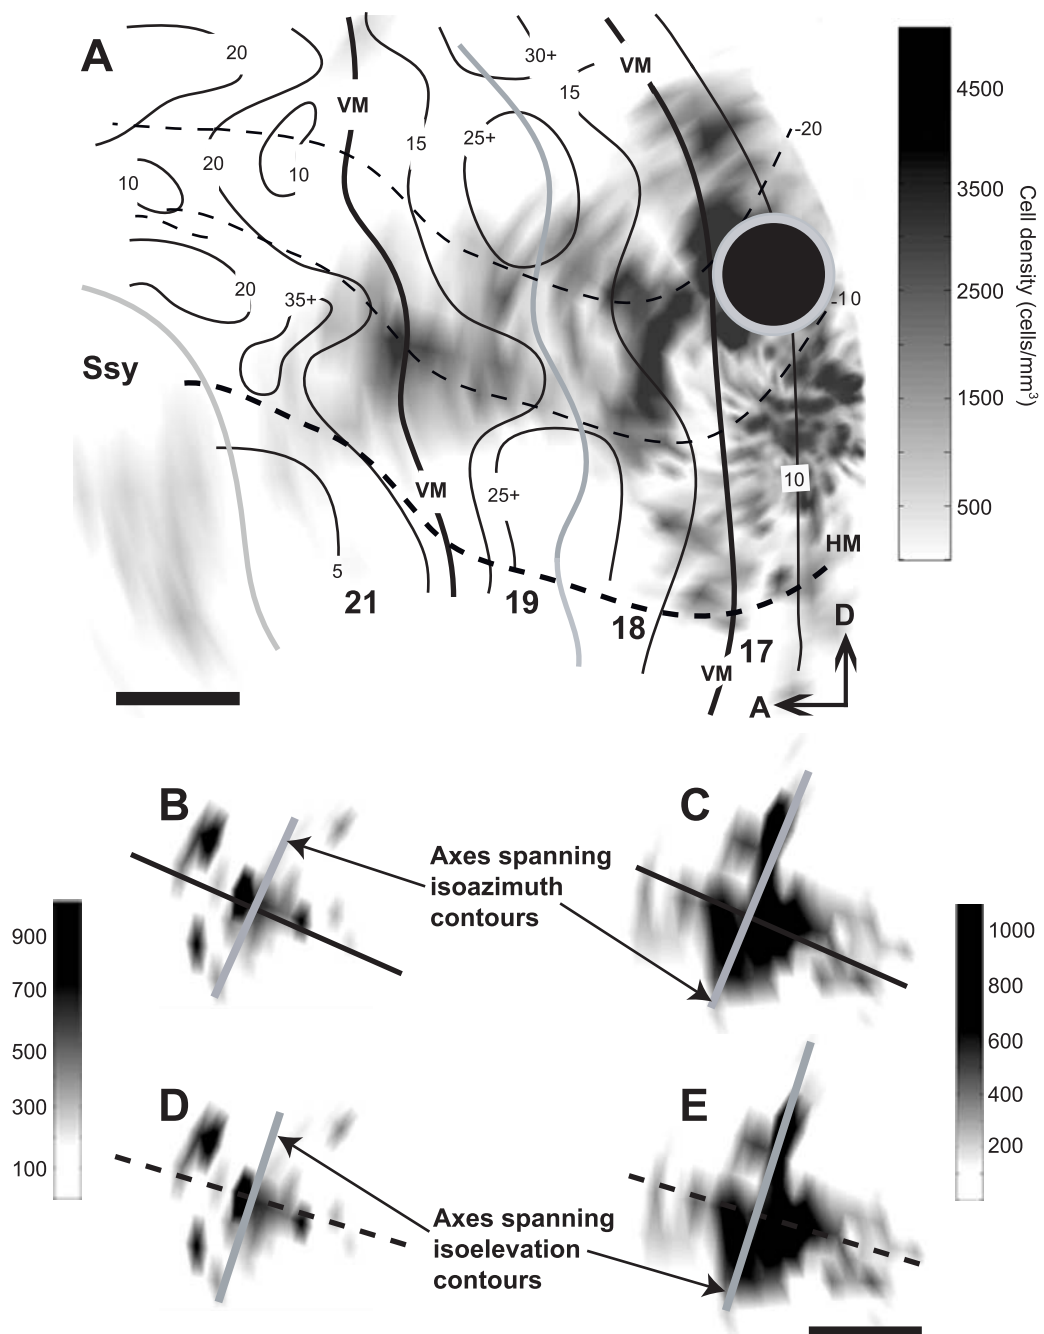 A
20
30+
VM
4500
VM
15
-20
15
25+
20
10
10
3500
Cell density (cells/mm3)
2500
20
35+
-10
Ssy
1500
10
VM
25+
500
HM
5
21
19
18
D
17
VM
A
B
C
Axes spanning
isoazimuth
contours
900
1000
700
800
500
600
300
400
100
200
D
E
Axes spanning
isoelevation
contours